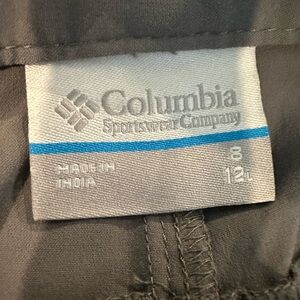 Columbia
Sportswear Company
MADE IN
INDIA
8
12L